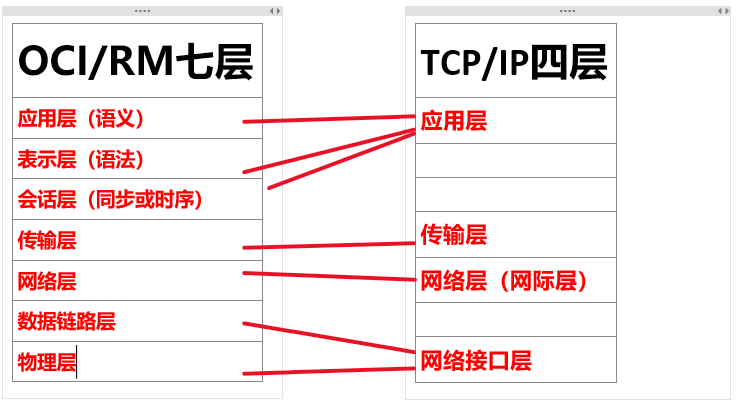 OCI/RM七层
应用层（语义）
表示层（语法）
会话层（同步或时序）
传输层
网络层
数据链路层
物理层
TCP/IP四层
应用层
传输层
网络层（网际层）
网络接口层